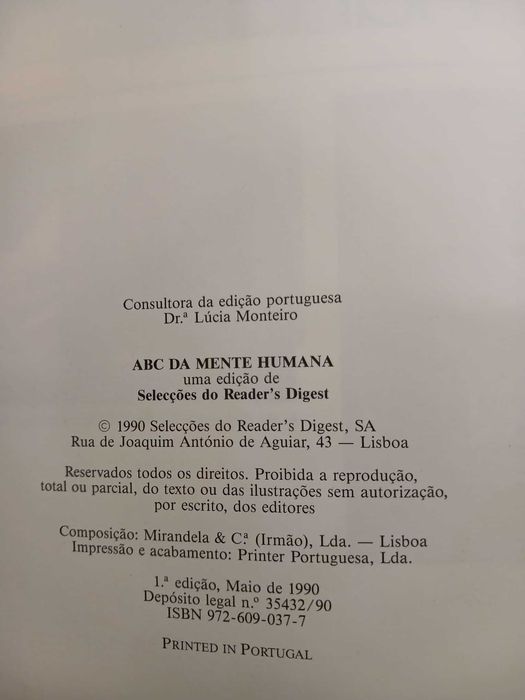 Consultora da edição portuguesa
Dr.ª Lúcia Monteiro
ABC DA MENTE HUMANA
uma edição de
Selecções do Reader's Digest
© 1990 Selecções do Reader's Digest, SA
Rua de Joaquim António de Aguiar, 43 — Lisboa
Reservados todos os direitos. Proibida a reprodução,
total ou parcial, do texto ou das ilustrações sem autorização,
por escrito, dos editores
Composição: Mirandela & C.ª (Irmão), Lda. — Lisboa
Impressão e acabamento: Printer Portuguesa, Lda.
1.ª edição, Maio de 1990
Depósito legal n.º 35432/90
ISBN 972-609-037-7
PRINTED IN PORTUGAL